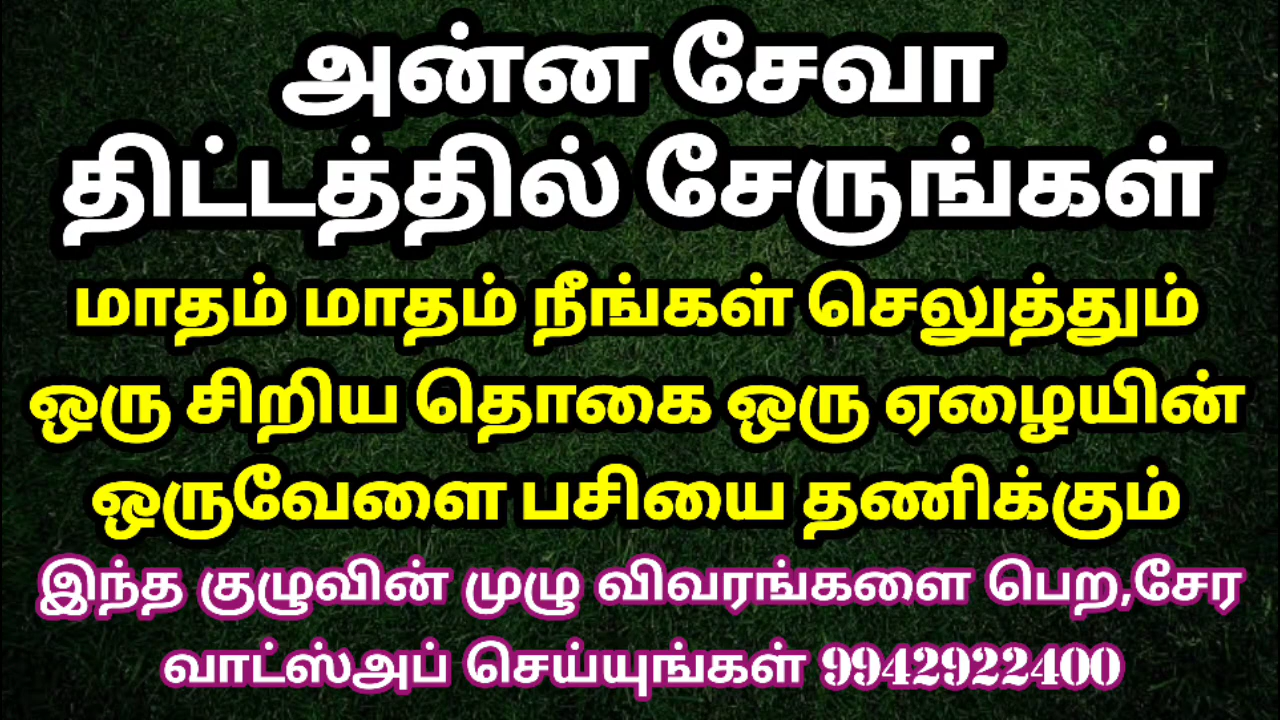 அன்ன சேவா
திட்டத்தில் சேருங்கள்
மாதம் மாதம் நீங்கள் செலுத்தும்
ஒரு சிறிய தொகை ஒரு ஏழையின்
ஒருவேளை பசியை தணிக்கும்
இந்த குழுவின் முழு விவரங்களை பெற,சேர
வாட்ஸ்அப் செய்யுங்கள் 9942922400